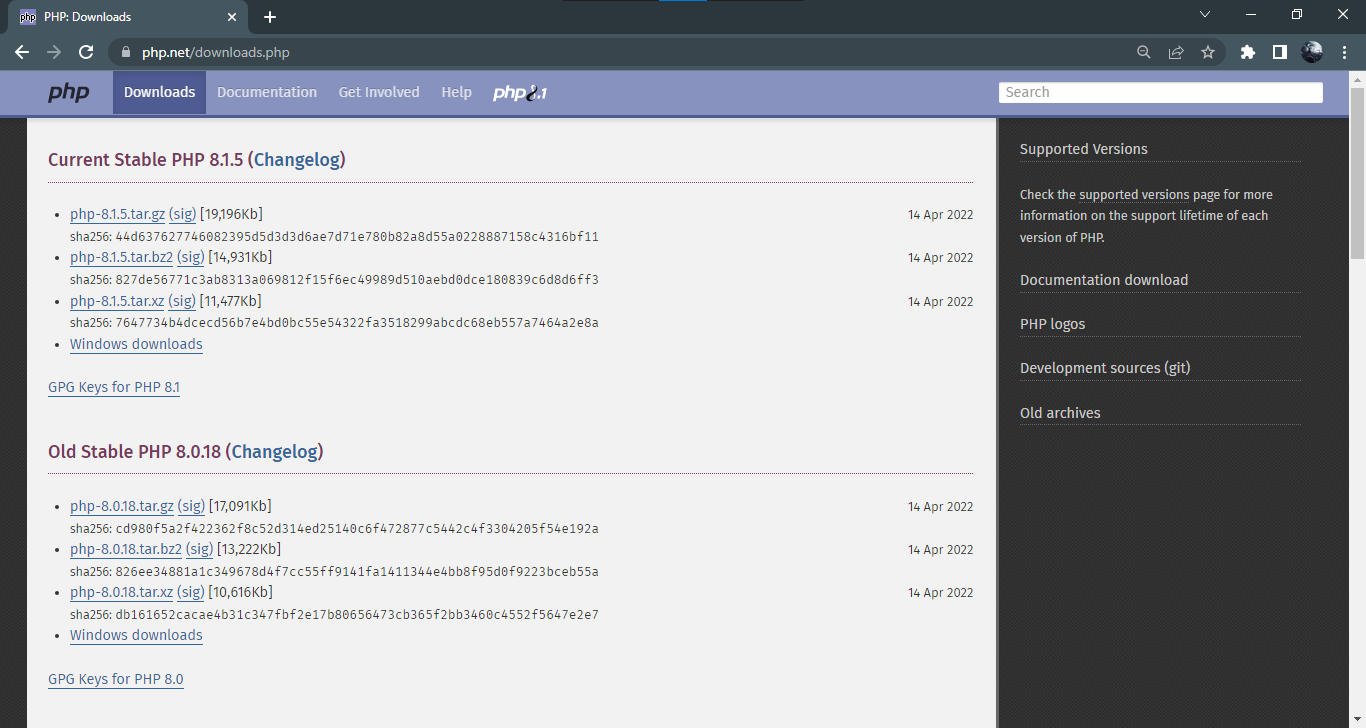 php PHP: Downloads
php.net/downloads.php
php Downloads Documentation Get Involved Help php8.1 Search
Current Stable PHP 8.1.5 (Changelog)
php-8.1.5.tar.gz (sig) [19,196Kb] 14 Apr 2022
sha256: 44d637627746082395d5d3d3d6ae7d71e780b82a8d55a0228887158c4316bf11
php-8.1.5.tar.bz2 (sig) [14,931Kb] 14 Apr 2022
sha256: 827de56771c3ab8313a069812f15f6ec49989d510aebd0dce180839c6d8d6ff3
php-8.1.5.tar.xz (sig) [11,477Kb] 14 Apr 2022
sha256: 7647734b4dcecd56b7e4bd0bc55e54322fa3518299abcdc68eb557a7464a2e8a
Windows downloads
GPG Keys for PHP 8.1
Old Stable PHP 8.0.18 (Changelog)
php-8.0.18.tar.gz (sig) [17,091Kb] 14 Apr 2022
sha256: cd980f5a2f422362f8c52d314ed25140c6f472877c5442c4f3304205f54e192a
php-8.0.18.tar.bz2 (sig) [13,222Kb] 14 Apr 2022
sha256: 826ee34881a1c349678d4f7cc55ff9141fa1411344e4bb8f95d0f9223bceb55a
php-8.0.18.tar.xz (sig) [10,616Kb] 14 Apr 2022
sha256: db161652cacae4b31c347fbf2e17b80656473cb365f2bb3460c4552f5647e2e7
Windows downloads
GPG Keys for PHP 8.0
Supported Versions
Check the supported versions page for more
information on the support lifetime of each
version of PHP.
Documentation download
PHP logos
Development sources (git)
Old archives